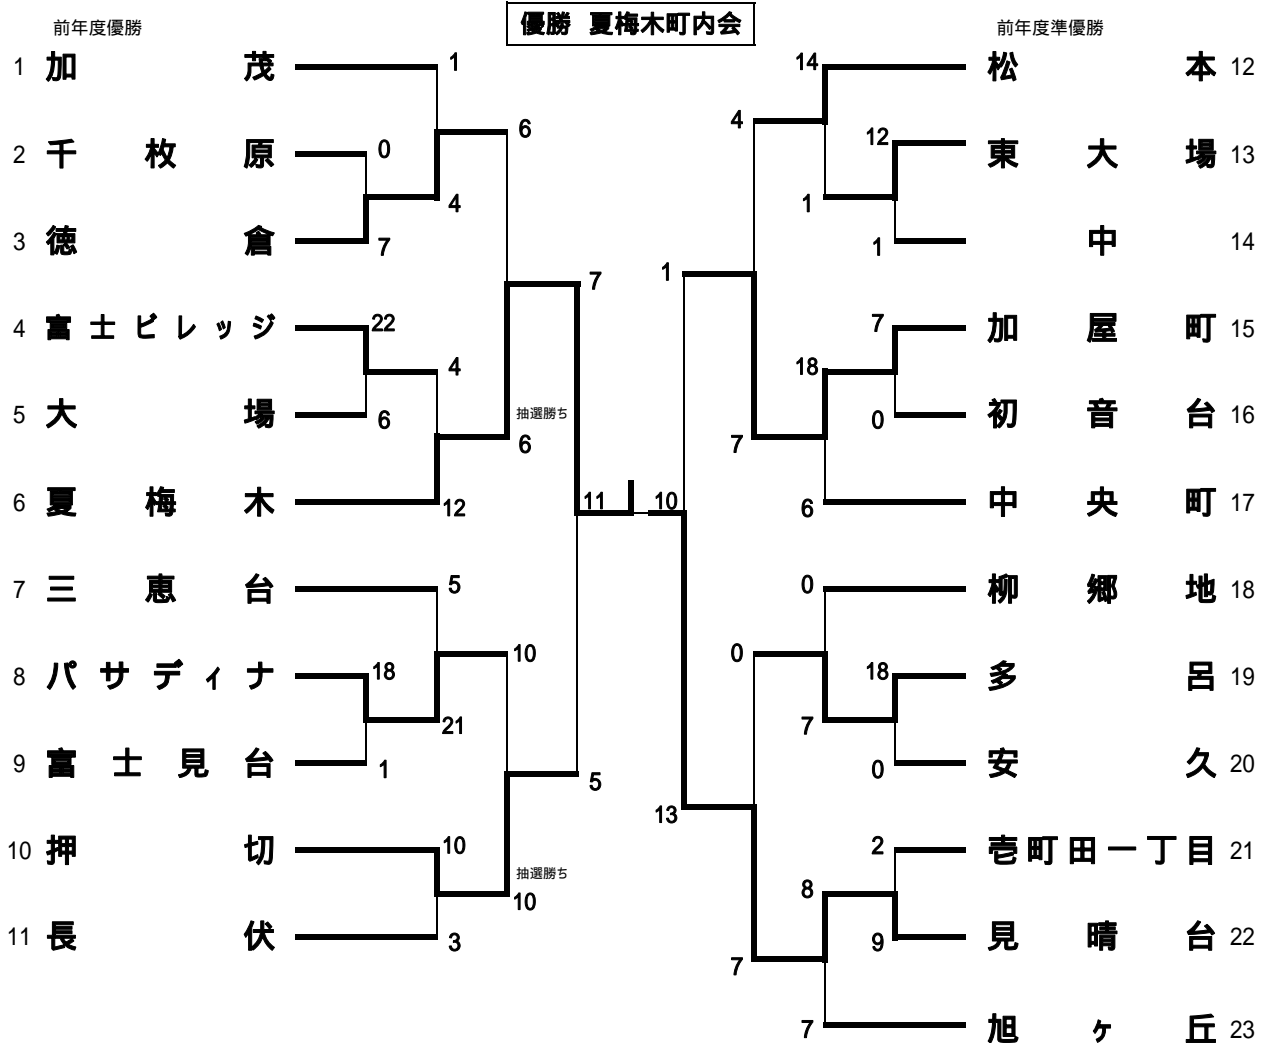 優勝 夏梅木町内会
前年度優勝
1 加茂 1
6
2 千枚原 0
4
3 徳倉 7
7
4 富士ビレッジ 22
4
5 大場 6
抽選勝ち
6
6 夏梅木 12
11
7 三恵台 5
10
8 パサディナ 18
21
9 富士見台 1
5
10 押切 10
抽選勝ち
10
11 長伏 3
前年度準優勝
14 松本 12
4
12 東大場 13
1
1 中 14
1
7 加屋町 15
18
0 初音台 16
7
6 中央町 17
10
0 柳郷地 18
0
18 多呂 19
7
0 安久 20
13
2 壱町田一丁目 21
8
9 見晴台 22
7
7 旭ヶ丘 23